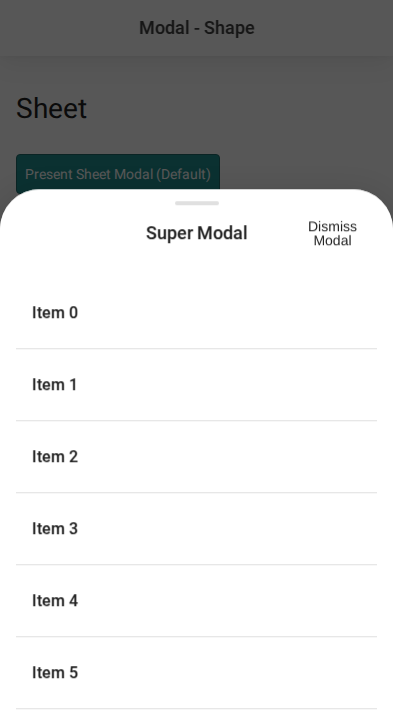 Modal - Shape
Sheet
Present Sheet Modal (Default)
Super Modal
Dismiss
Modal
Item 0
Item 1
Item 2
Item 3
Item 4
Item 5